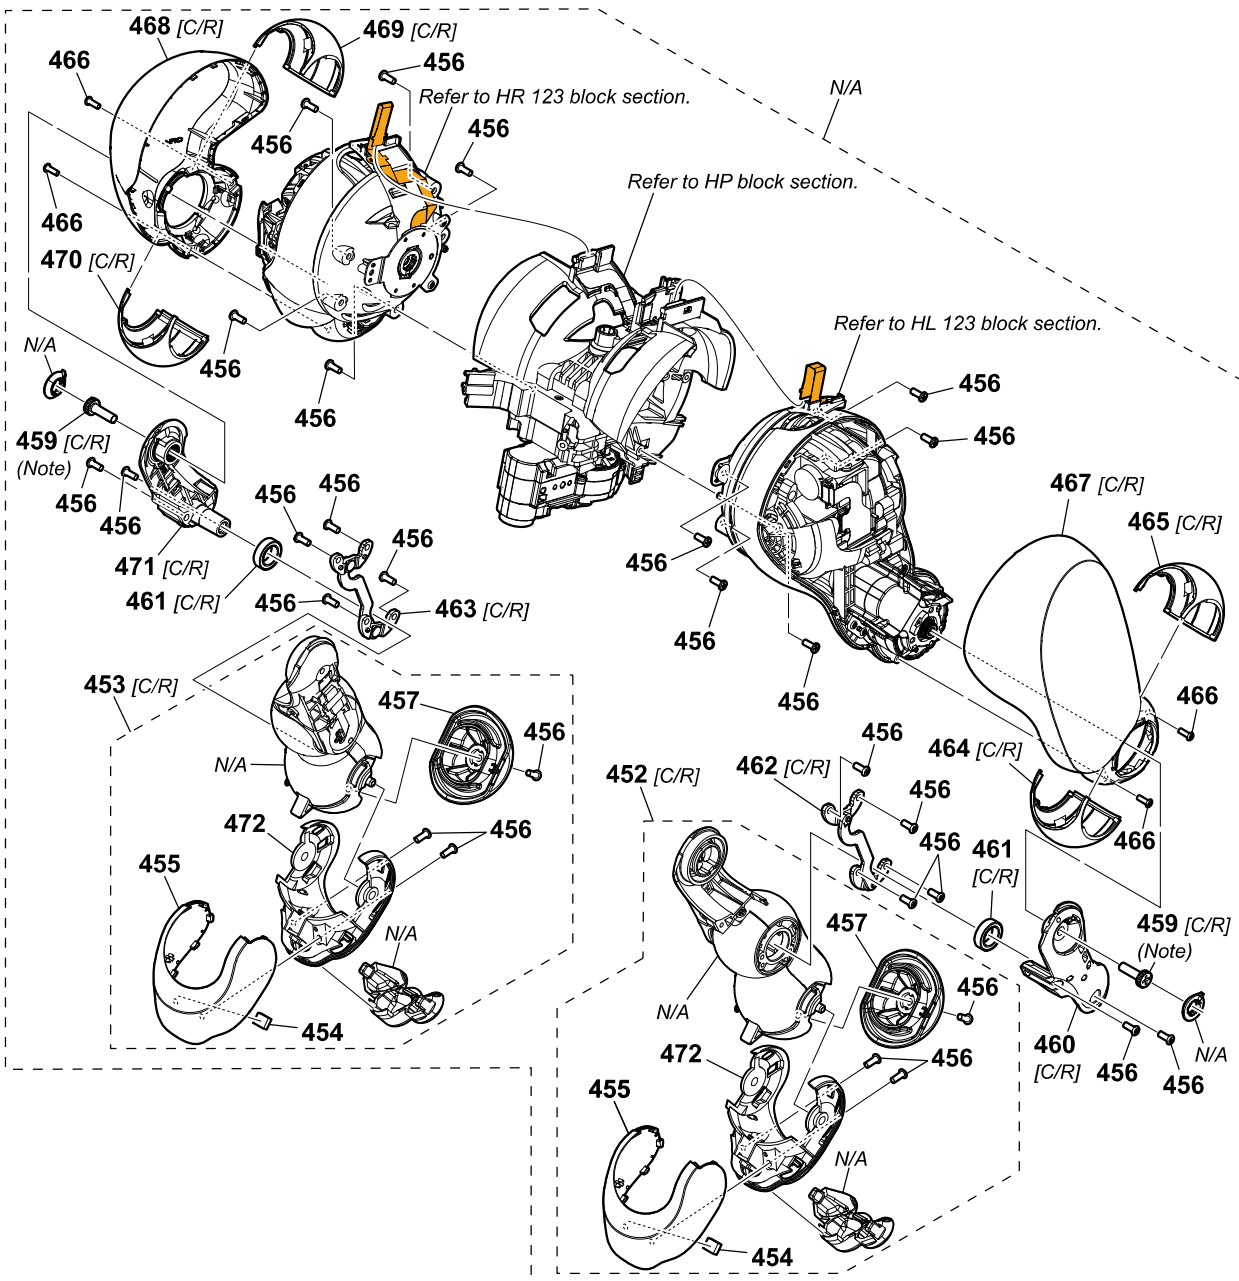 468 [C/R]
469 [C/R]
466
456
Refer to HR 123 block section.
N/A
456
456
Refer to HP block section.
466
470 [C/R]
Refer to HL 123 block section.
N/A
456
456
456
456
459 [C/R]
(Note)
456
456
456
456
467 [C/R]
465 [C/R]
456
471 [C/R]
456
461 [C/R]
456
463 [C/R]
456
456
456
453 [C/R]
457
456
466
N/A
456
464 [C/R]
462 [C/R]
452 [C/R]
456
466
472
456
456
461
[C/R]
455
459 [C/R]
(Note)
457
N/A
456
N/A
454
460
[C/R]
456
456
N/A
472
456
455
N/A
454